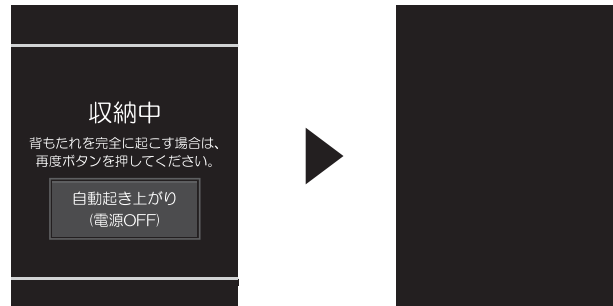 収納中
背もたれを完全に起こす場合は、
再度ボタンを押してください。
自動起き上がり
(電源OFF)